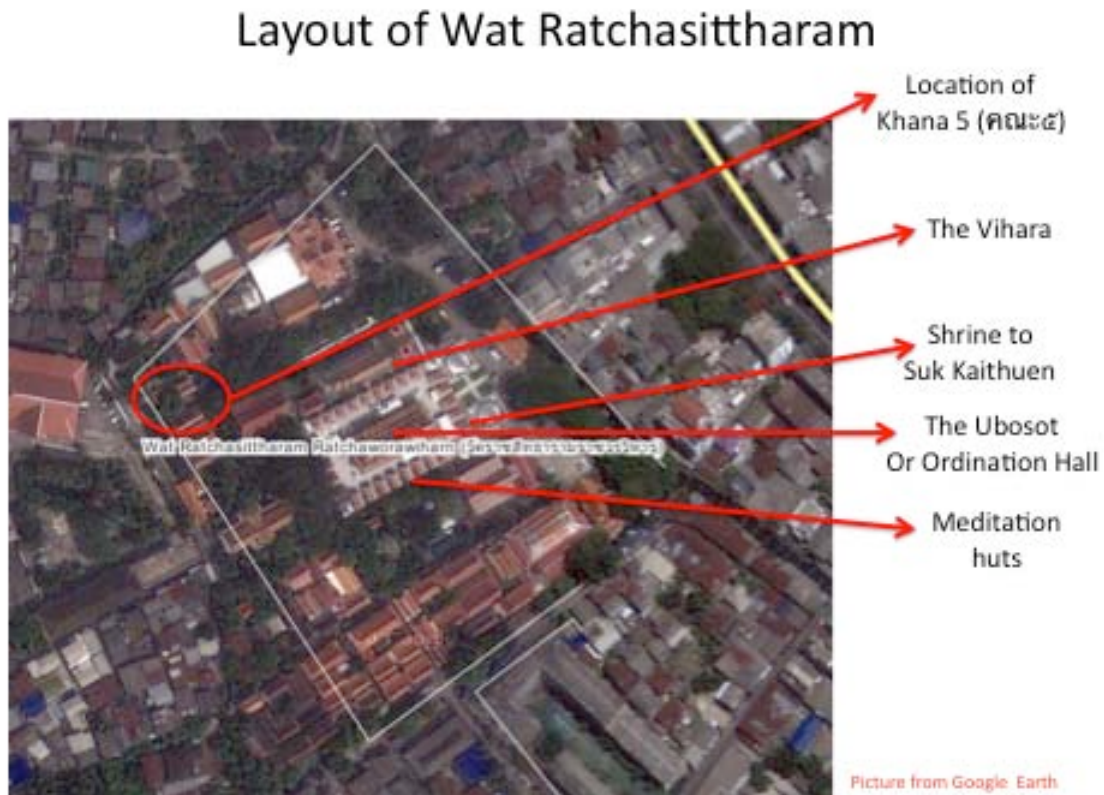 Layout of Wat Ratchasittharam
Location of
Khana 5 (คณะ๕)
The Vihara
Shrine to
Suk Kaithuen
The Ubosot
Or Ordination Hall
Meditation
huts
Wat Ratchasittharam Ratchaworawiham
Picture from Google Earth